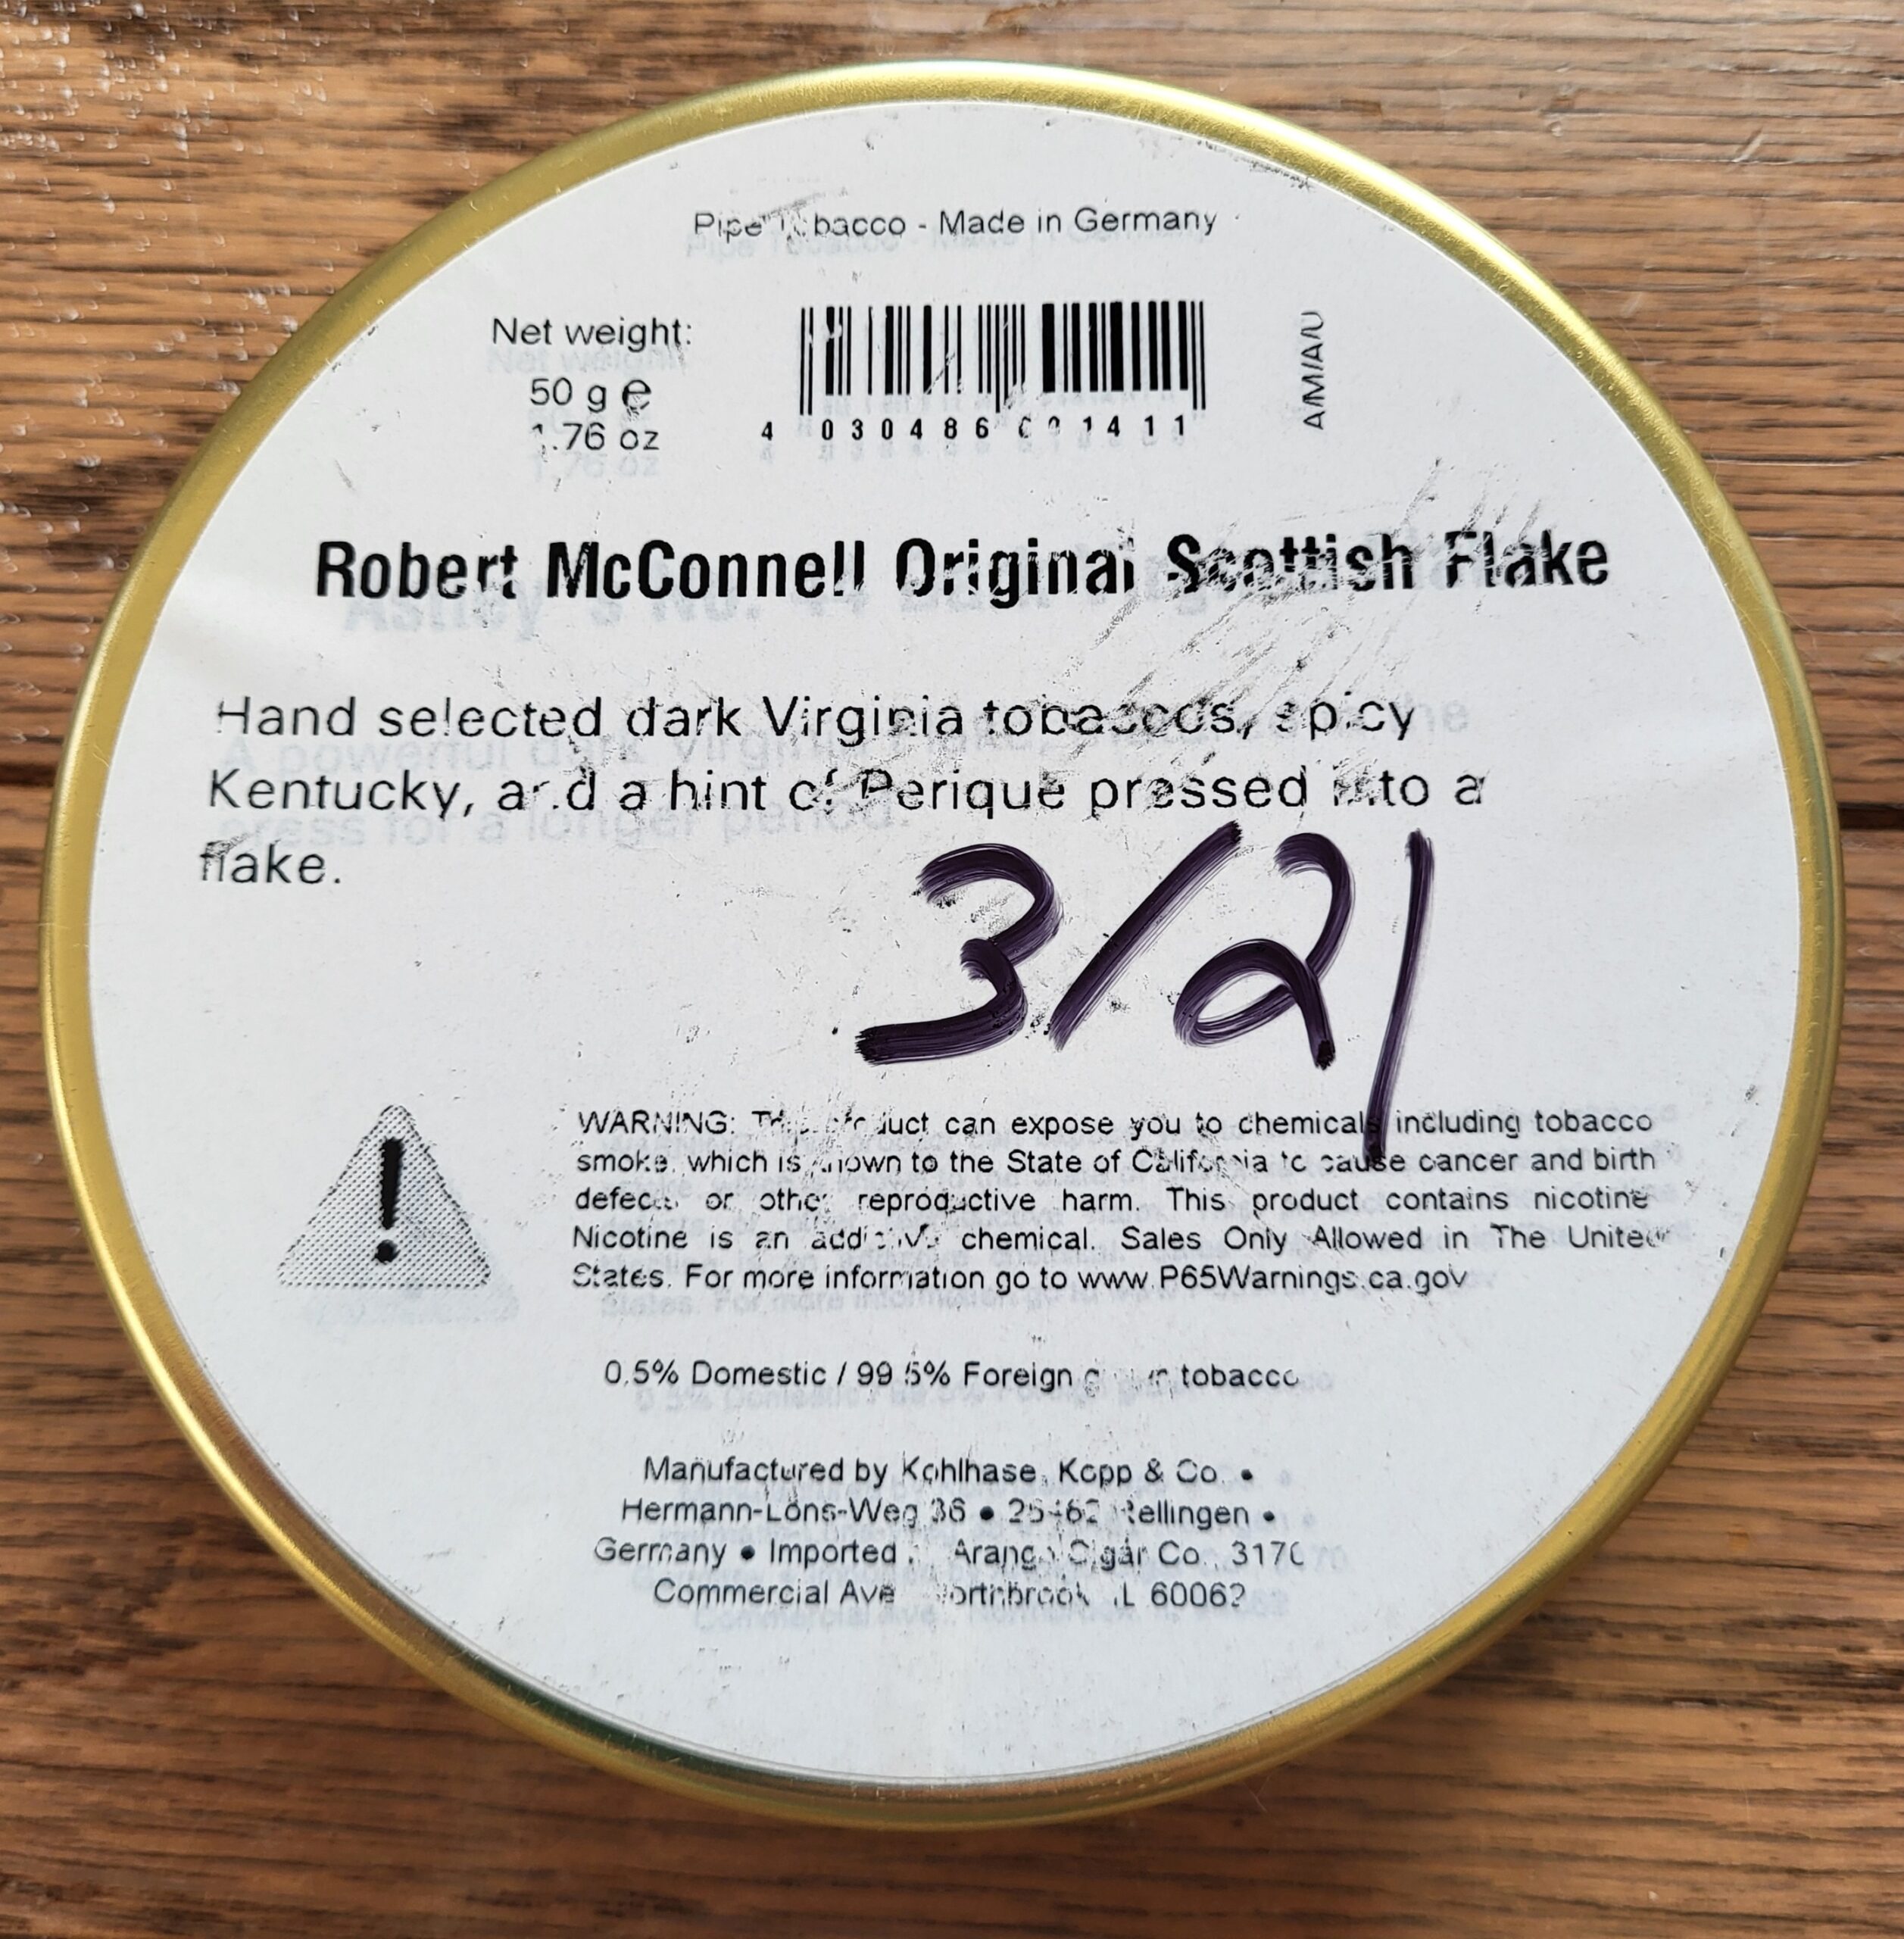 Pipe Tobacco - Made in Germany
Net weight:
50 g e
1.76 oz
4 030486 001411
A/M/A/U
Robert McConnell Original Scottish Flake
Hand selected dark Virginia tobaccos, spicy
Kentucky, and a hint of Perique pressed into a
flake.
3/21
WARNING: This product can expose you to chemicals including tobacco
smoke, which is known to the State of California to cause cancer and birth
defects or other reproductive harm. This product contains nicotine
Nicotine is an addictive chemical. Sales Only Allowed in The United
States. For more information go to www.P65Warnings.ca.gov
0.5% Domestic / 99.5% Foreign grown tobacco
Manufactured by Kohlhase, Kopp & Co. •
Hermann-Löns-Weg 36 • 25462 Rellingen •
Germany • Imported Arango Cigar Co., 3170
Commercial Ave Northbrook IL 60062